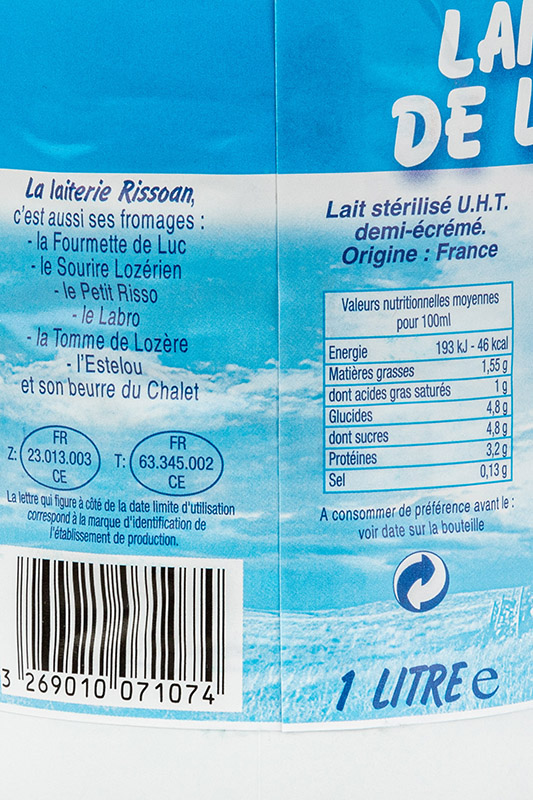 La laiterie Rissoan,
c'est aussi ses fromages :
- la Fourmette de Luc
- le Sourire Lozérien
- le Petit Risso
- le Labro
- la Tomme de Lozère
- l'Estelou
et son beurre du Chalet
Z:
FR
23.013.003
CE
T:
FR
63.345.002
CE
La lettre qui figure à côté de la date limite d'utilisation
correspond à la marque d'identification de
l'établissement de production.
3 269010 071074
DE
Lait stérilisé U.H.T.
demi-écrémé.
Origine : France
Valeurs nutritionnelles moyennes
pour 100ml
Energie 193 kJ - 46 kcal
Matières grasses 1,55 g
dont acides gras saturés 1 g
Glucides 4,8 g
dont sucres 4,8 g
Protéines 3,2 g
Sel 0,13 g
A consommer de préférence avant le :
voir date sur la bouteille
1 LITRE e